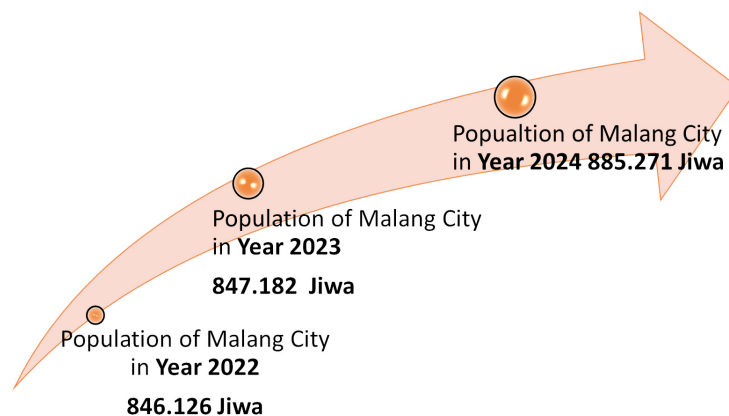 Popualtion of Malang City
in Year 2024 885.271 Jiwa
Population of Malang City
in Year 2023
847.182 Jiwa
Population of Malang City
in Year 2022
846.126 Jiwa